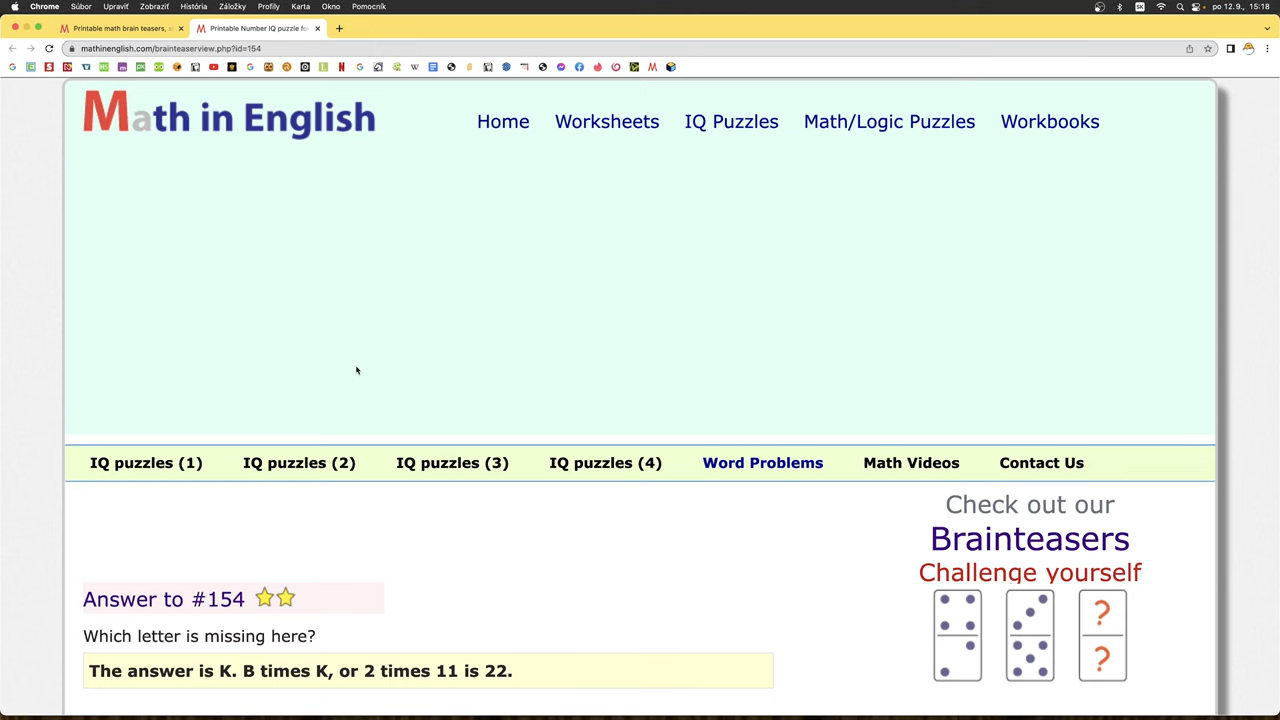 Chrome Súbor Upraviť Zobraziť História Záložky Profily Karta Okno Pomocník SK po 12.9., 15:18
Printable math brain teasers, s Printable Number IQ puzzle fo
mathinenglish.com/brainteaserview.php?id=154
Math in English
Home Worksheets IQ Puzzles Math/Logic Puzzles Workbooks
IQ puzzles (1) IQ puzzles (2) IQ puzzles (3) IQ puzzles (4) Word Problems Math Videos Contact Us
Check out our
Brainteasers
Challenge yourself
? 
?
Answer to #154
Which letter is missing here?
The answer is K. B times K, or 2 times 11 is 22.